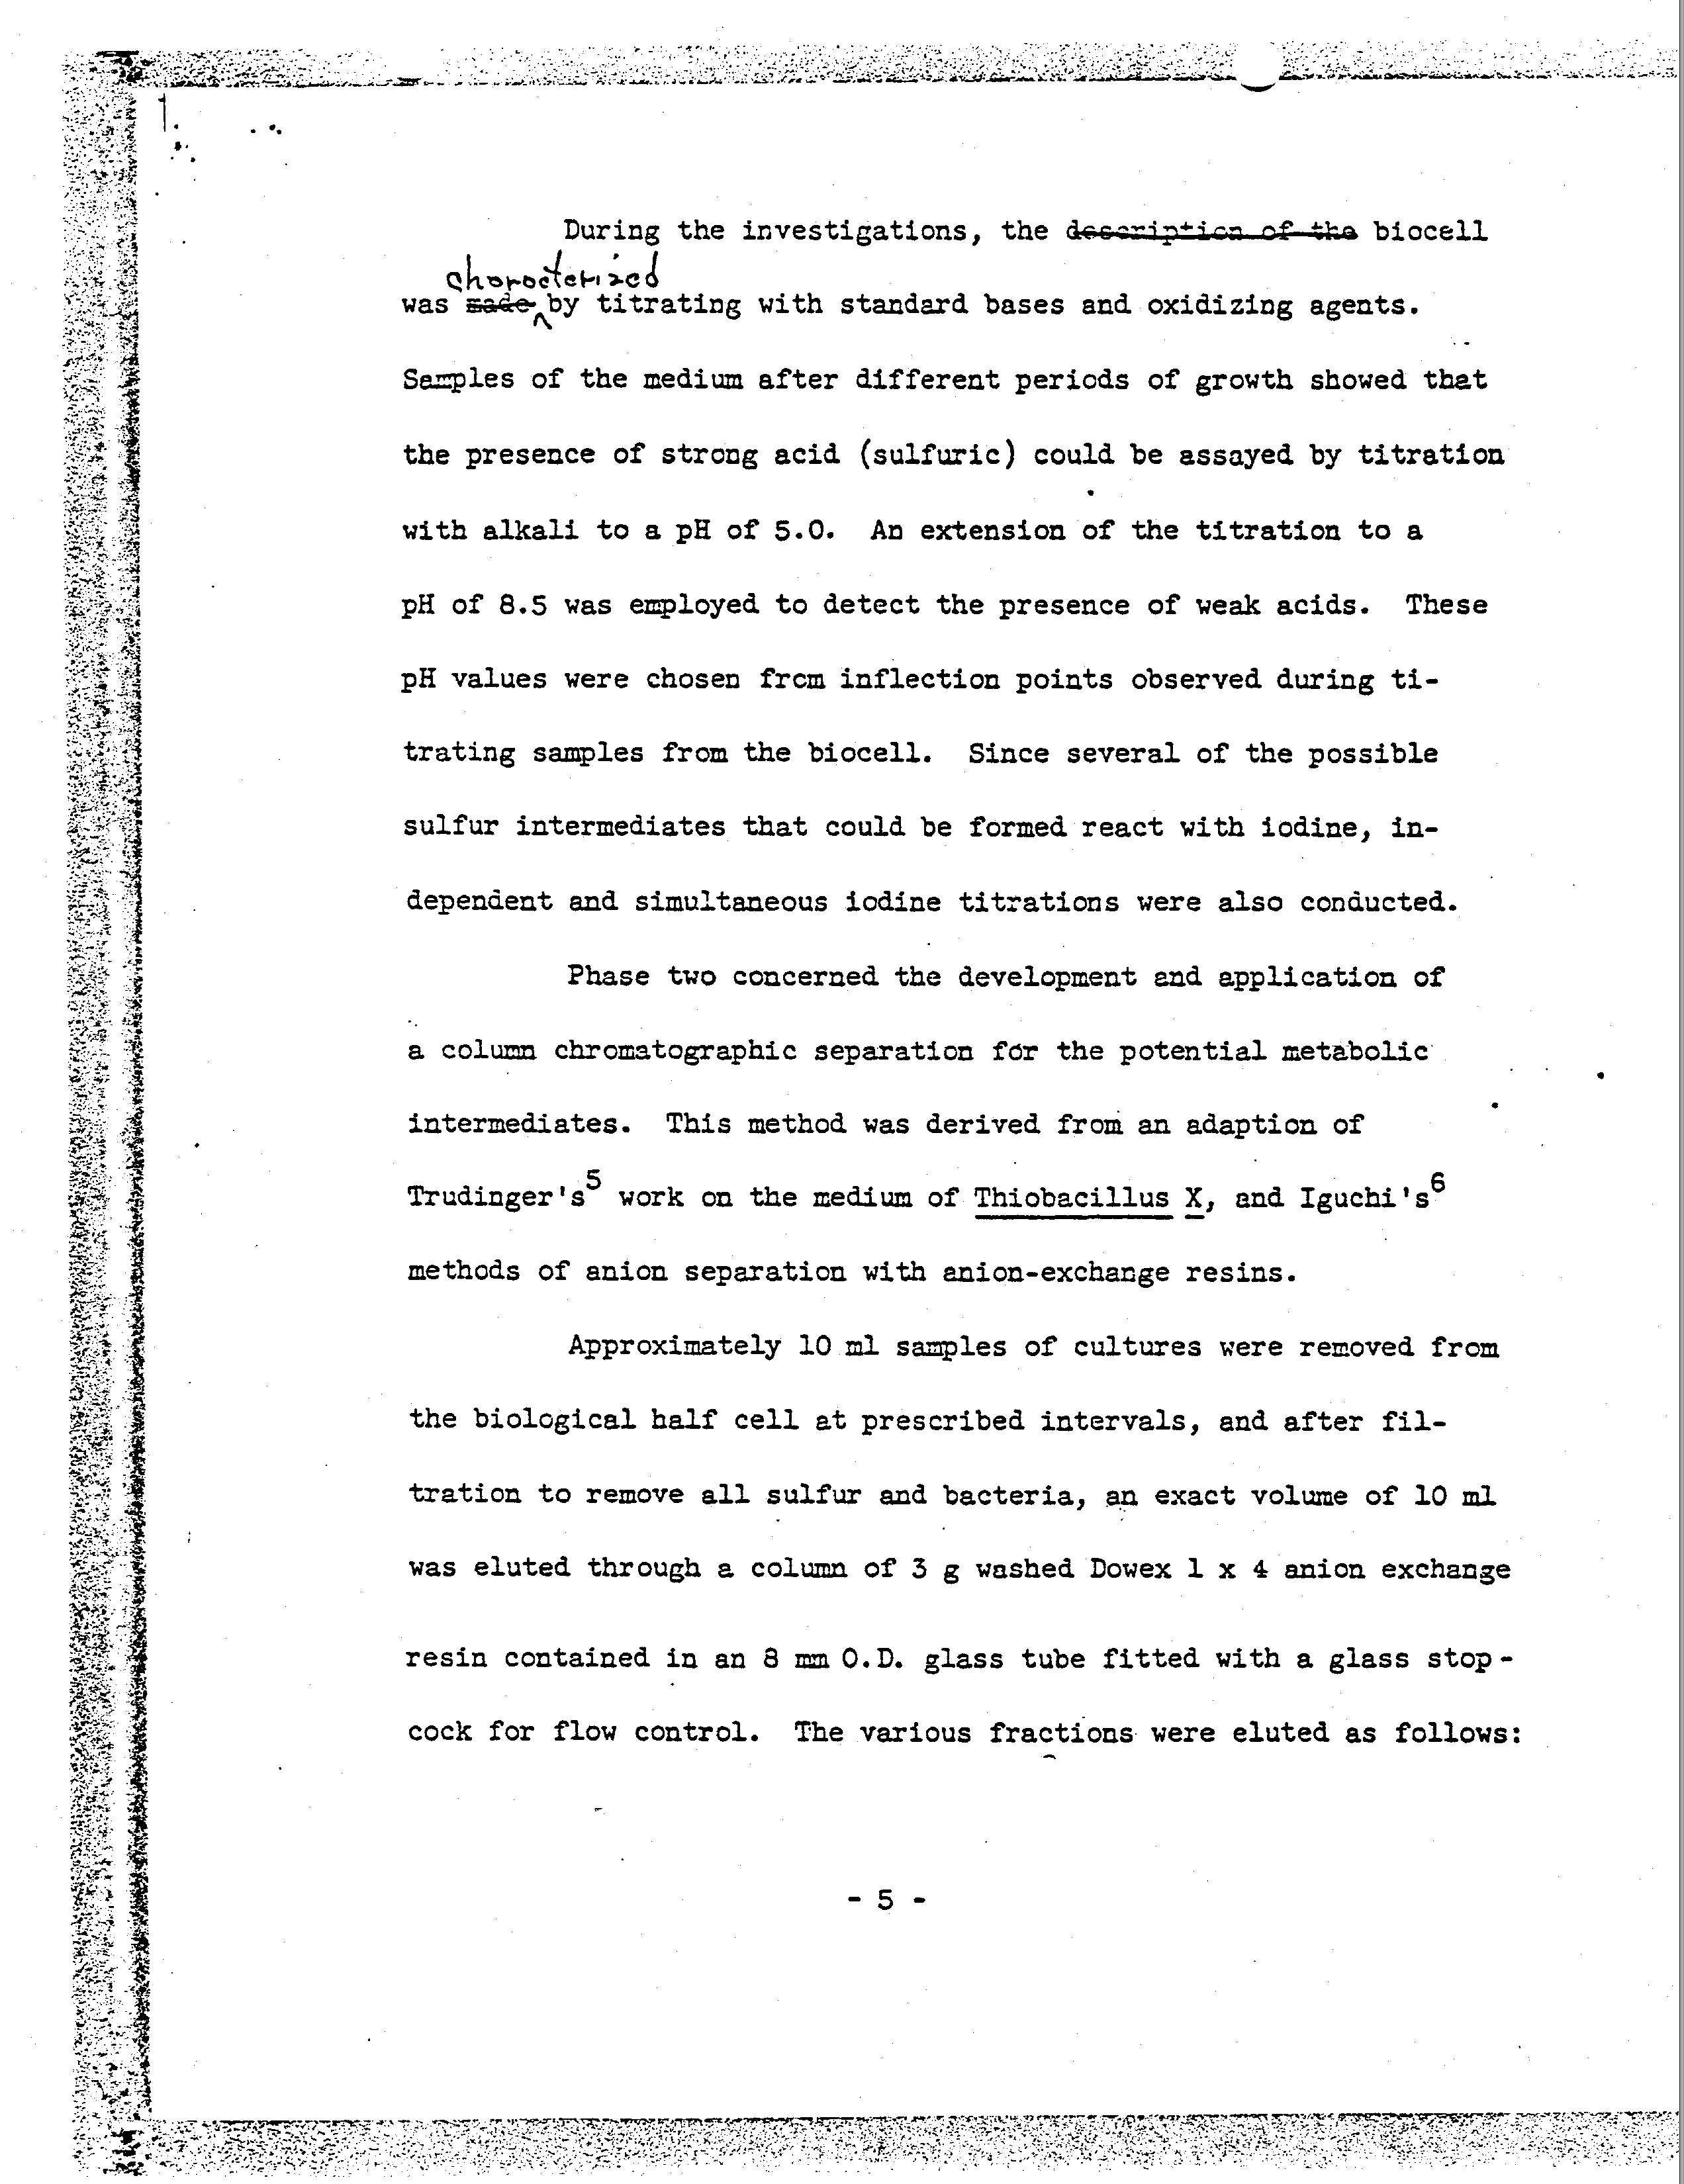 During the investigations, the description of the biocell
characterized
was made by titrating with standard bases and oxidizing agents.
Samples of the medium after different periods of growth showed that
the presence of strong acid (sulfuric) could be assayed by titration
with alkali to a pH of 5.0. An extension of the titration to a
pH of 8.5 was employed to detect the presence of weak acids. These
pH values were chosen from inflection points observed during ti-
trating samples from the biocell. Since several of the possible
sulfur intermediates that could be formed react with iodine, in-
dependent and simultaneous iodine titrations were also conducted.
Phase two concerned the development and application of
a column chromatographic separation for the potential metabolic
intermediates. This method was derived from an adaption of
Trudinger's5 work on the medium of Thiobacillus X, and Iguchi's6
methods of anion separation with anion-exchange resins.
Approximately 10 ml samples of cultures were removed from
the biological half cell at prescribed intervals, and after fil-
tration to remove all sulfur and bacteria, an exact volume of 10 ml
was eluted through a column of 3 g washed Dowex 1 x 4 anion exchange
resin contained in an 8 mm O.D. glass tube fitted with a glass stop-
cock for flow control. The various fractions were eluted as follows:
- 5 -